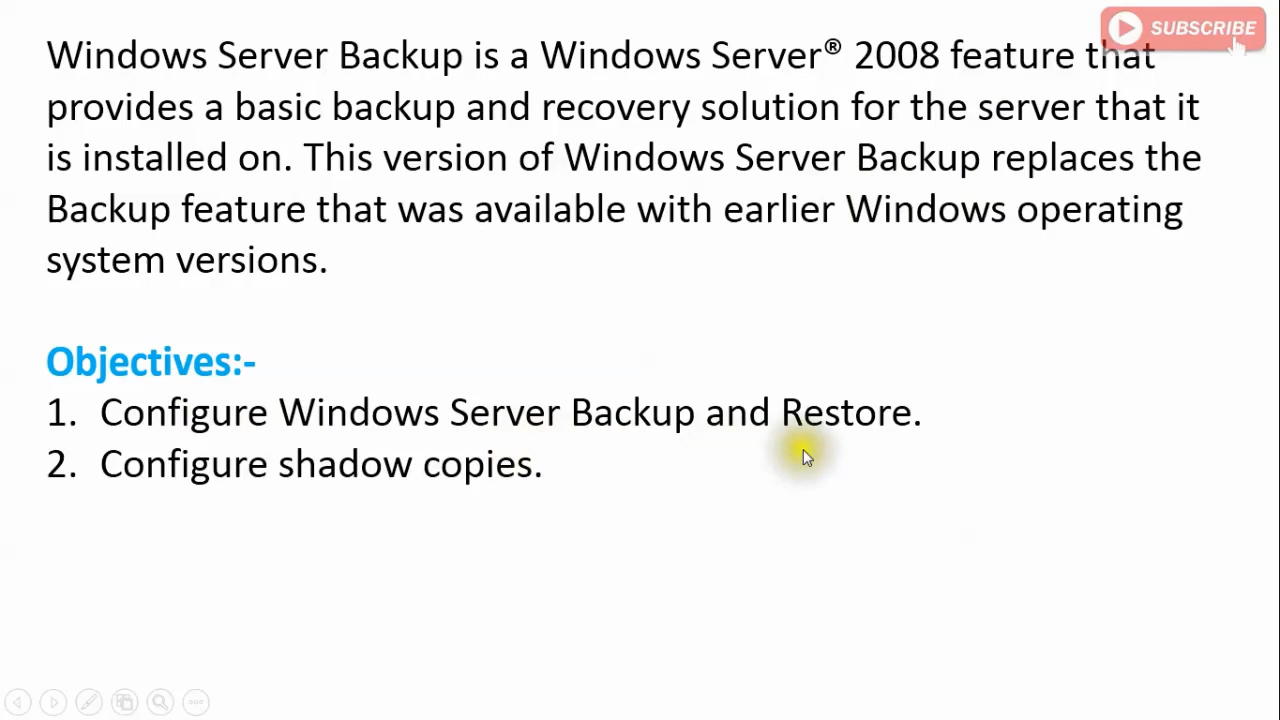 SUBSCRIBE
Windows Server Backup is a Windows Server® 2008 feature that
provides a basic backup and recovery solution for the server that it
is installed on. This version of Windows Server Backup replaces the
Backup feature that was available with earlier Windows operating
system versions.
Objectives:-
1. Configure Windows Server Backup and Restore.
2. Configure shadow copies.